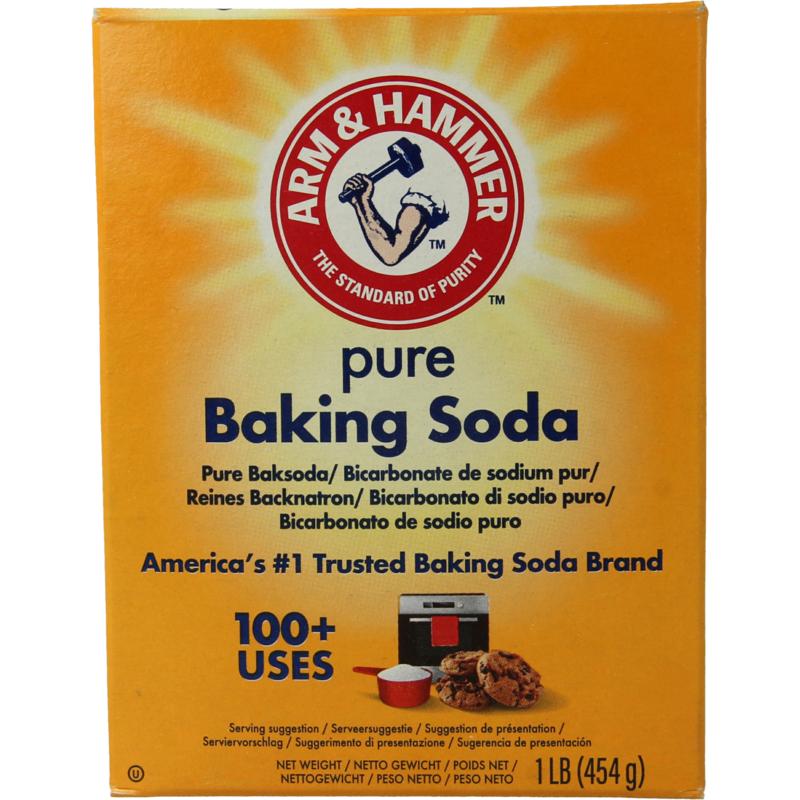 ARM & HAMMER
TM
THE STANDARD OF PURITY
TM
pure
Baking Soda
Pure Baksoda/ Bicarbonate de sodium pur/
Reines Backnatron/ Bicarbonato di sodio puro/
Bicarbonato de sodio puro
America's #1 Trusted Baking Soda Brand
100+
USES
Serving suggestion / Serveersuggestie / Suggestion de présentation /
Serviervorschlag / Suggerimento di presentazione / Sugerencia de presentación
NET WEIGHT / NETTO GEWICHT / POIDS NET /
NETTOGEWICHT / PESO NETTO / PESO NETO 1 LB (454 g)
U